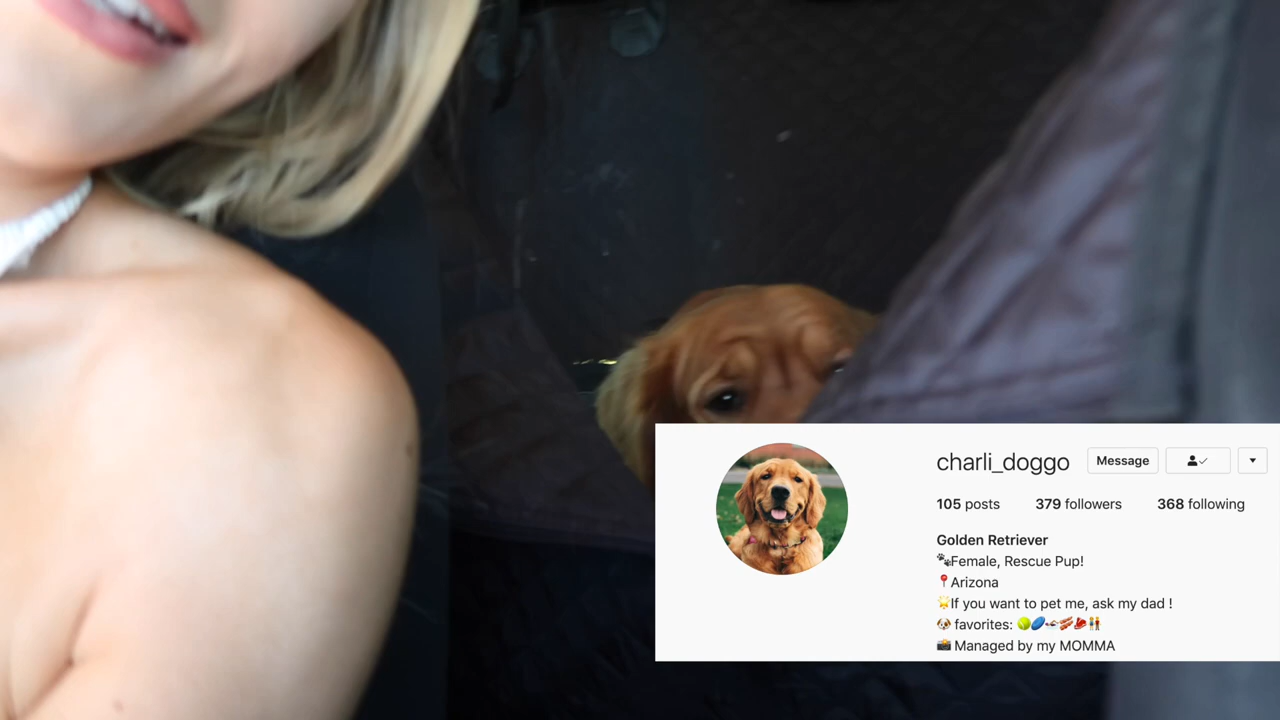 charli_doggo Message
105 posts 379 followers 368 following
Golden Retriever
🐾Female, Rescue Pup!
📍Arizona
🌟If you want to pet me, ask my dad !
🐶 favorites: 🎾🏉🦴🥓🥩👫
📸 Managed by my MOMMA